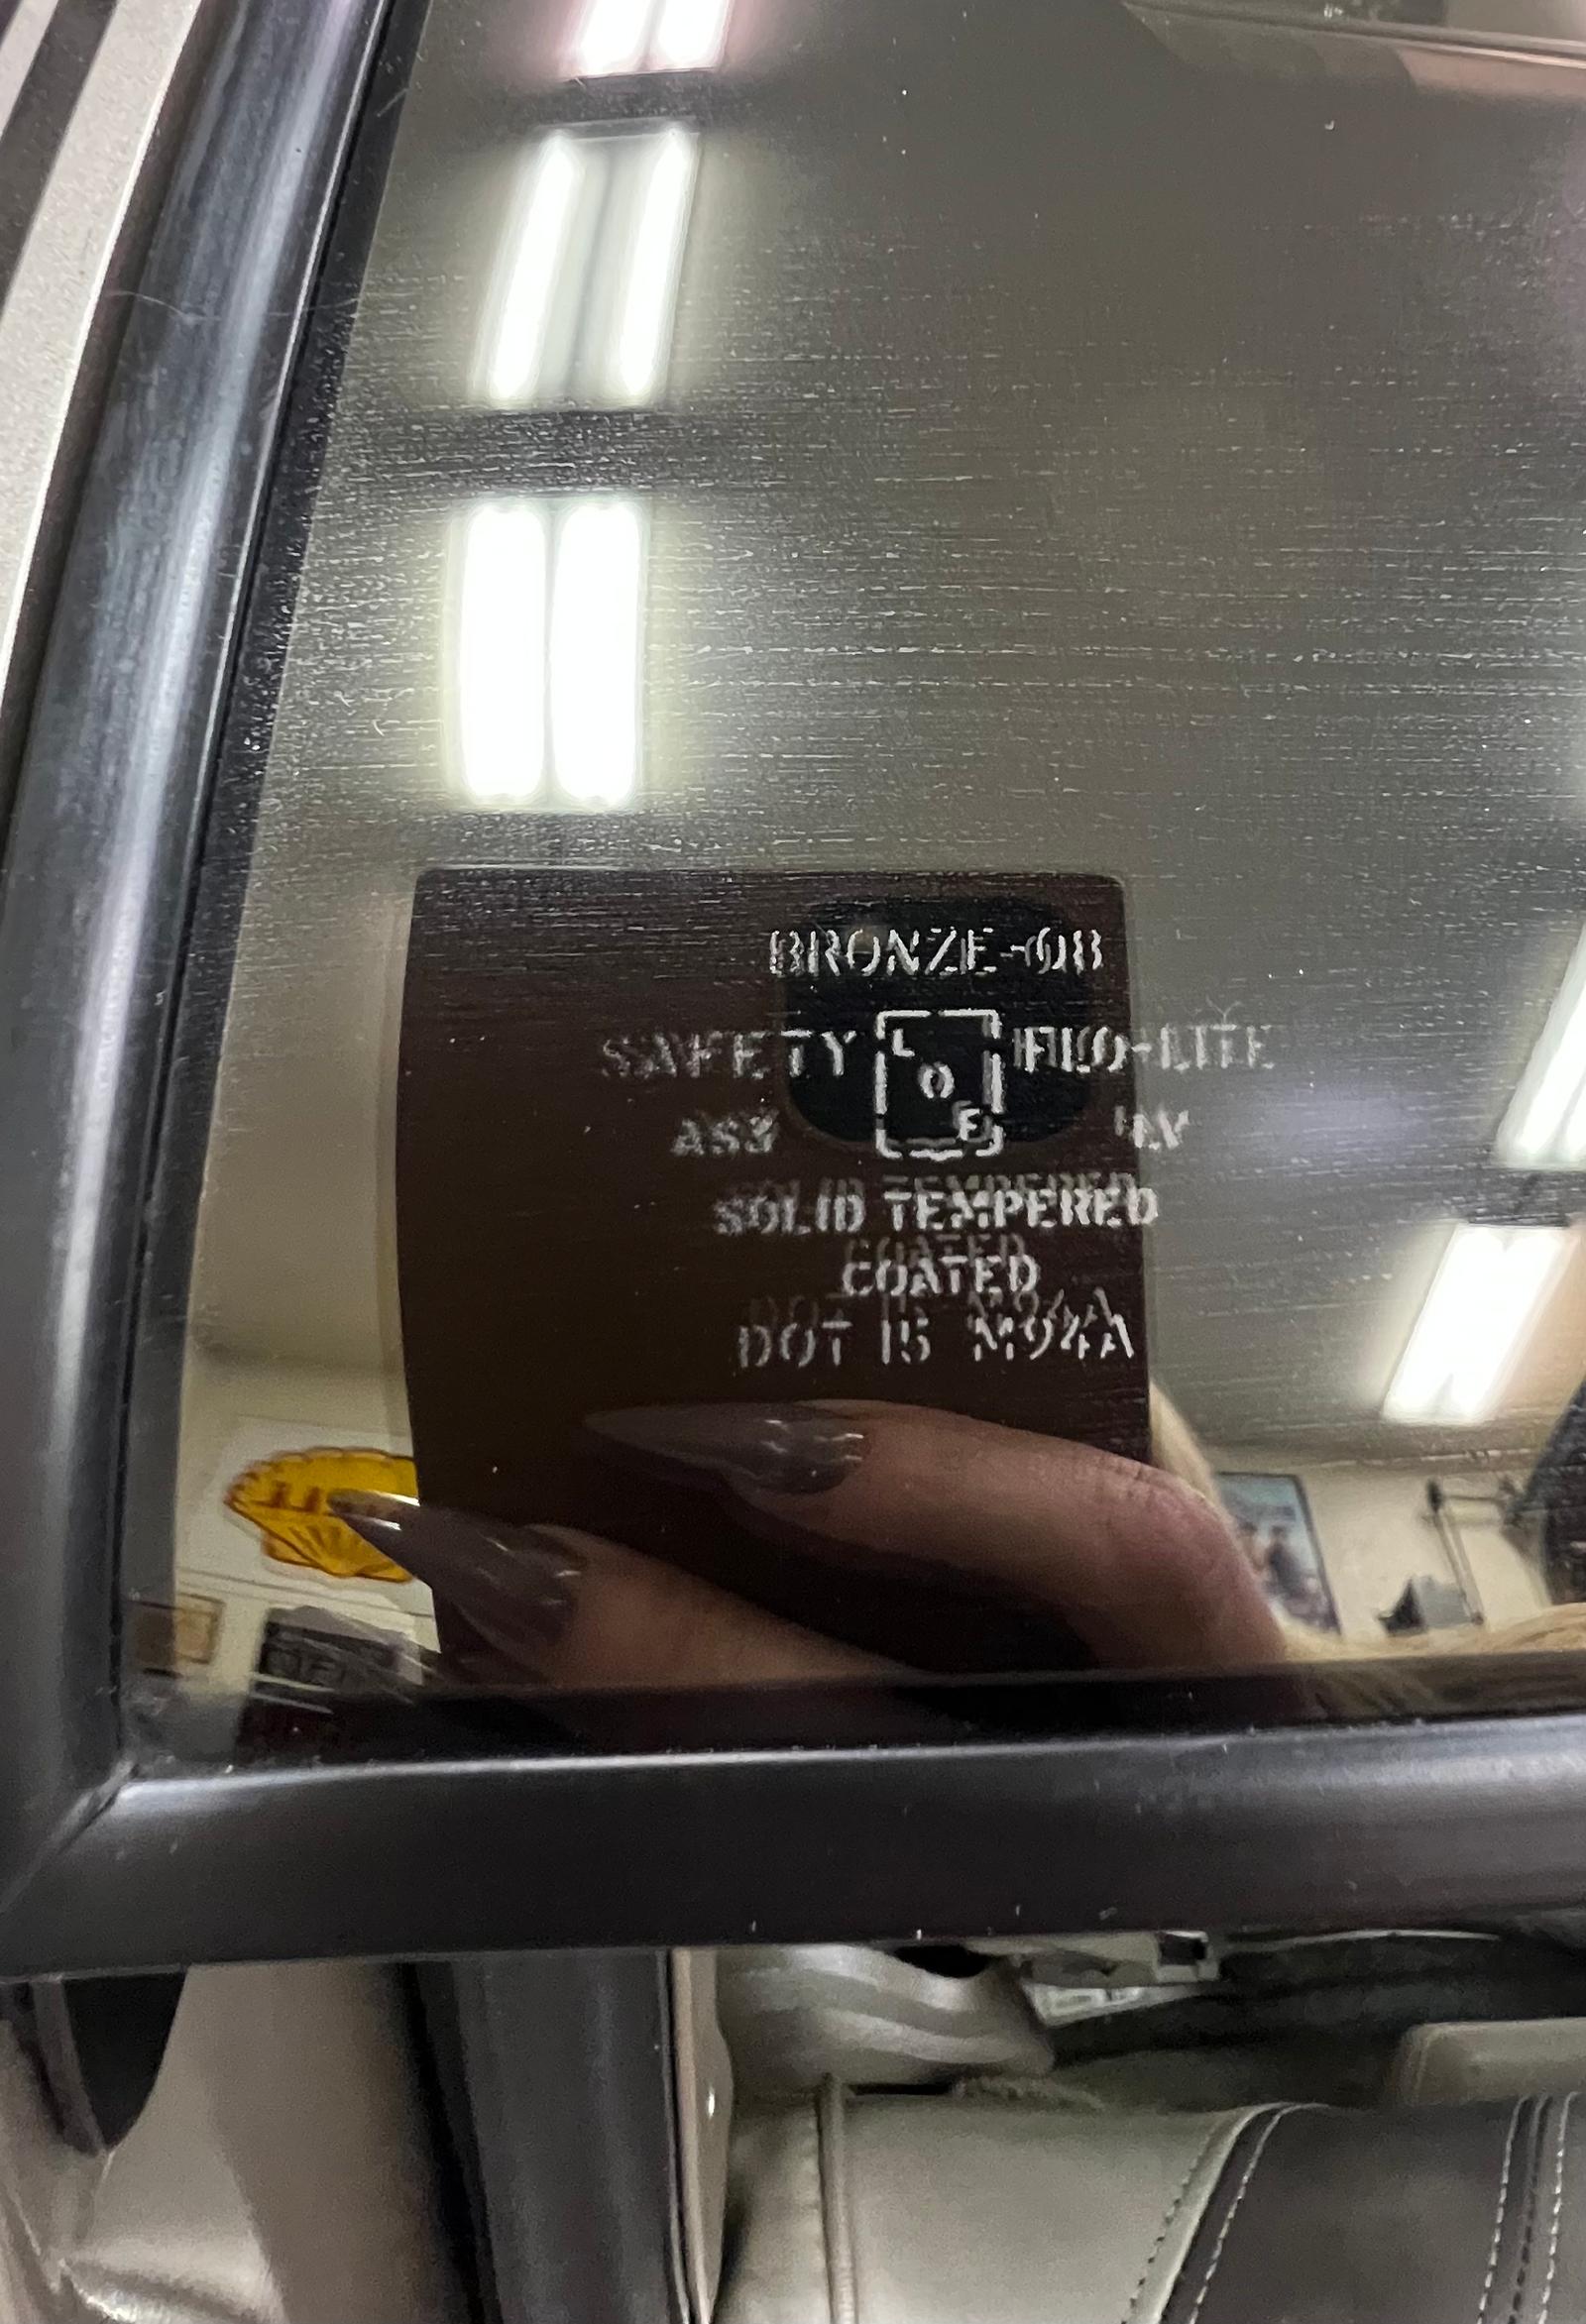 BRONZE-08
SAFETY L O F FLO-LITE
AS3
SOLID TEMPERED
COATED
DOT 15 M94A